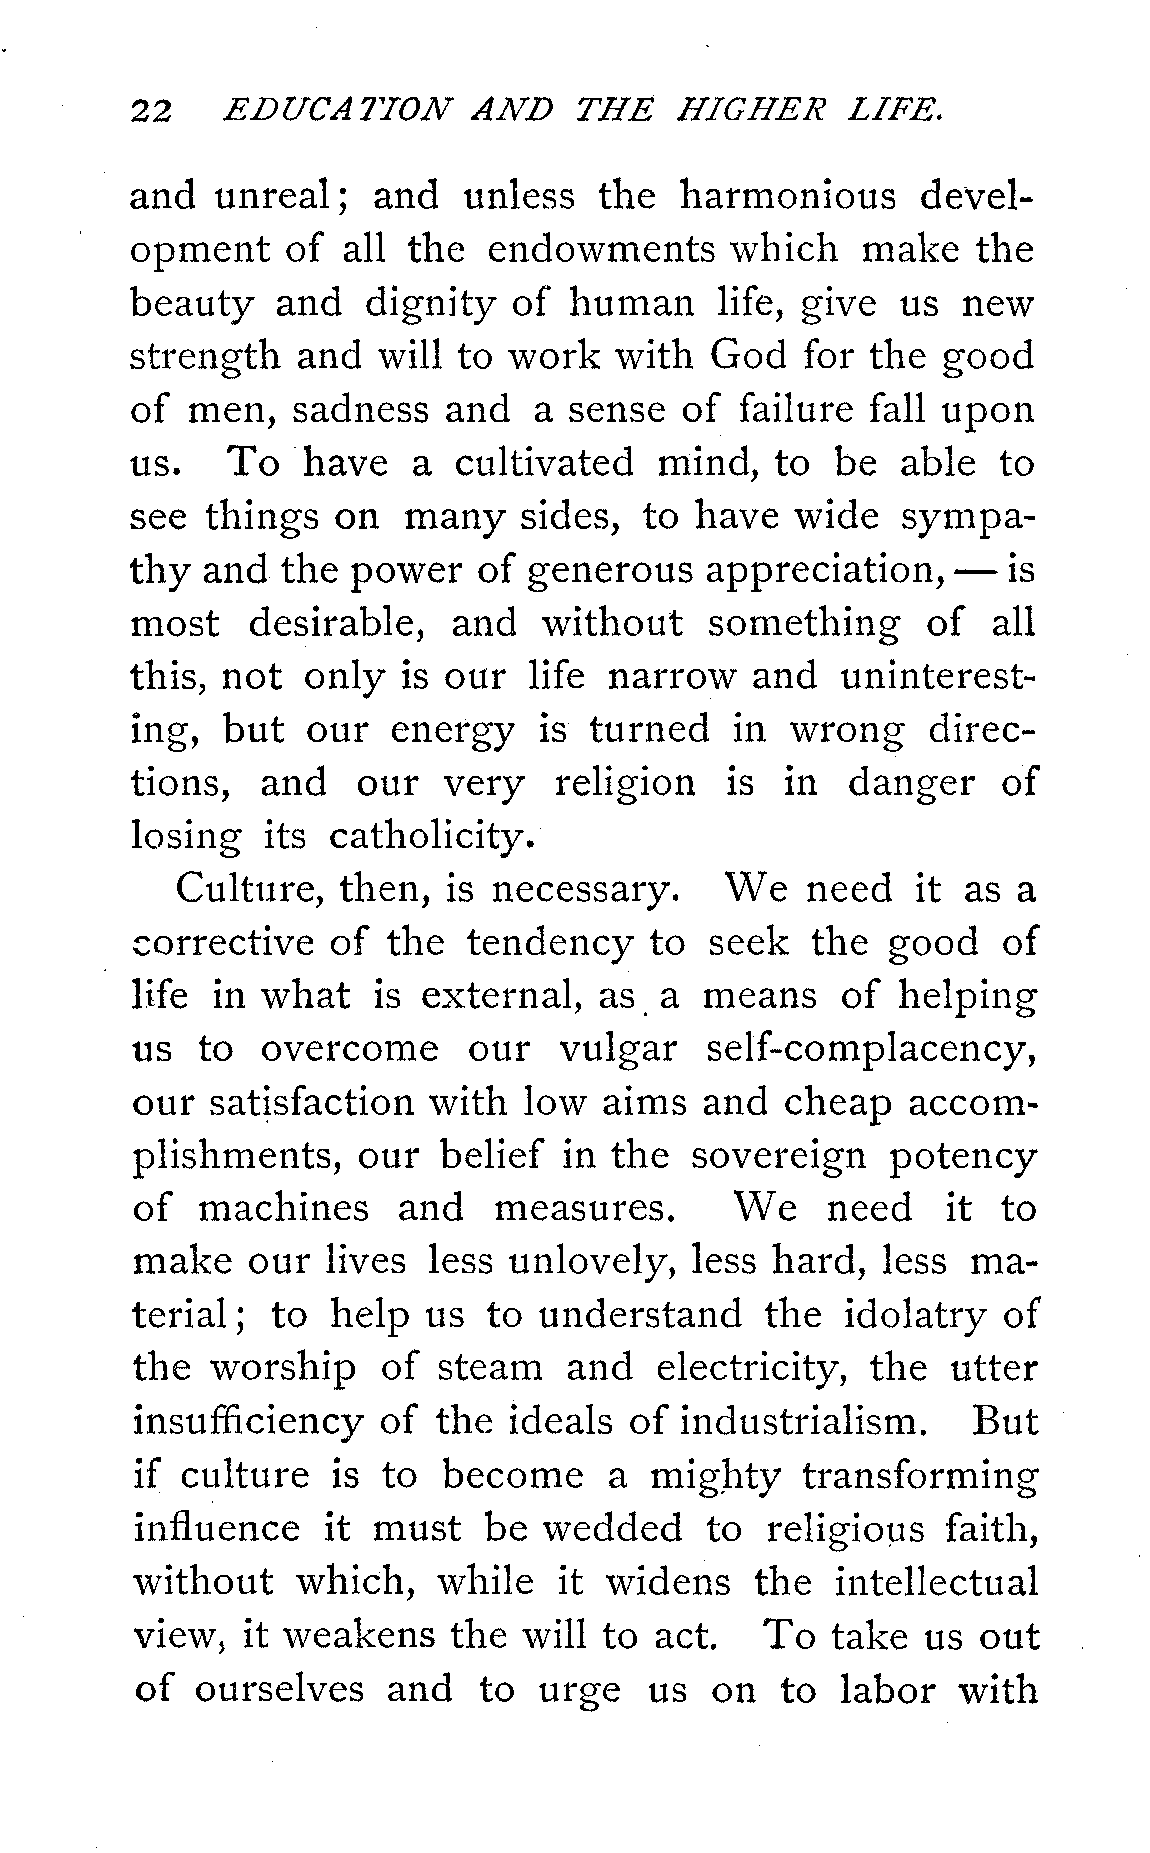 22 EDUCATION AND THE HIGHER LIFE.
and unreal; and unless the harmonious devel-
opment of all the endowments which make the
beauty and dignity of human life, give us new
strength and will to work with God for the good
of men, sadness and a sense of failure fall upon
us. To have a cultivated mind, to be able to
see things on many sides, to have wide sympa-
thy and the power of generous appreciation, — is
most desirable, and without something of all
this, not only is our life narrow and uninterest-
ing, but our energy is turned in wrong direc-
tions, and our very religion is in danger of
losing its catholicity.
Culture, then, is necessary. We need it as a
corrective of the tendency to seek the good of
life in what is external, as a means of helping
us to overcome our vulgar self-complacency,
our satisfaction with low aims and cheap accom-
plishments, our belief in the sovereign potency
of machines and measures. We need it to
make our lives less unlovely, less hard, less ma-
terial; to help us to understand the idolatry of
the worship of steam and electricity, the utter
insufficiency of the ideals of industrialism. But
if culture is to become a mighty transforming
influence it must be wedded to religious faith,
without which, while it widens the intellectual
view, it weakens the will to act. To take us out
of ourselves and to urge us on to labor with